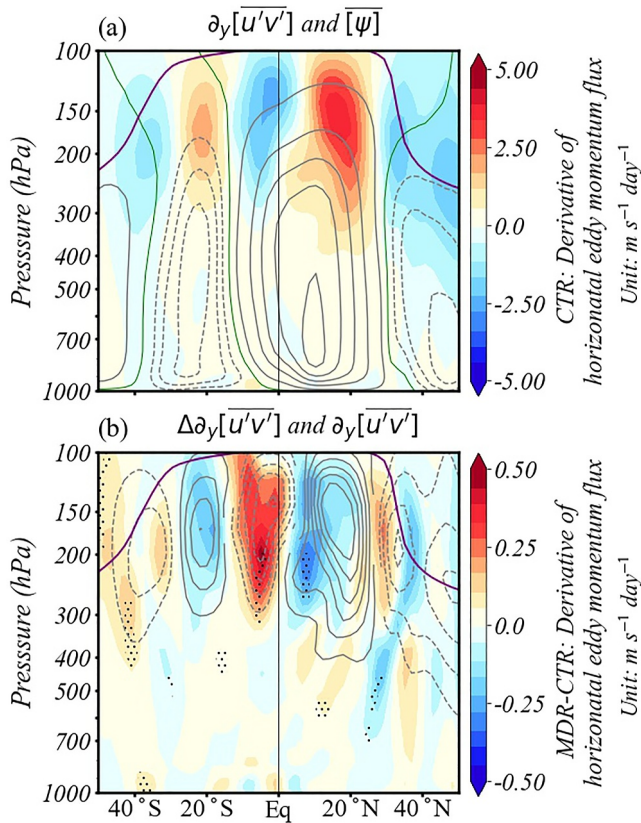 (a) ∂y[u′v′] and [ψ]
100
150
200
300
400
500
700
1000
Presssure (hPa)
5.00
2.50
0.0
-2.50
-5.00
CTR: Derivative of
horizonatal eddy momentum flux
Unit: m s⁻¹ day⁻¹
(b) Δ∂y[u′v′] and ∂y[u′v′]
100
150
200
300
400
500
700
1000
Presssure (hPa)
40°S 20°S Eq 20°N 40°N
0.50
0.25
0.0
-0.25
-0.50
MDR-CTR: Derivative of
horizonatal eddy momentum flux
Unit: m s⁻¹ day⁻¹